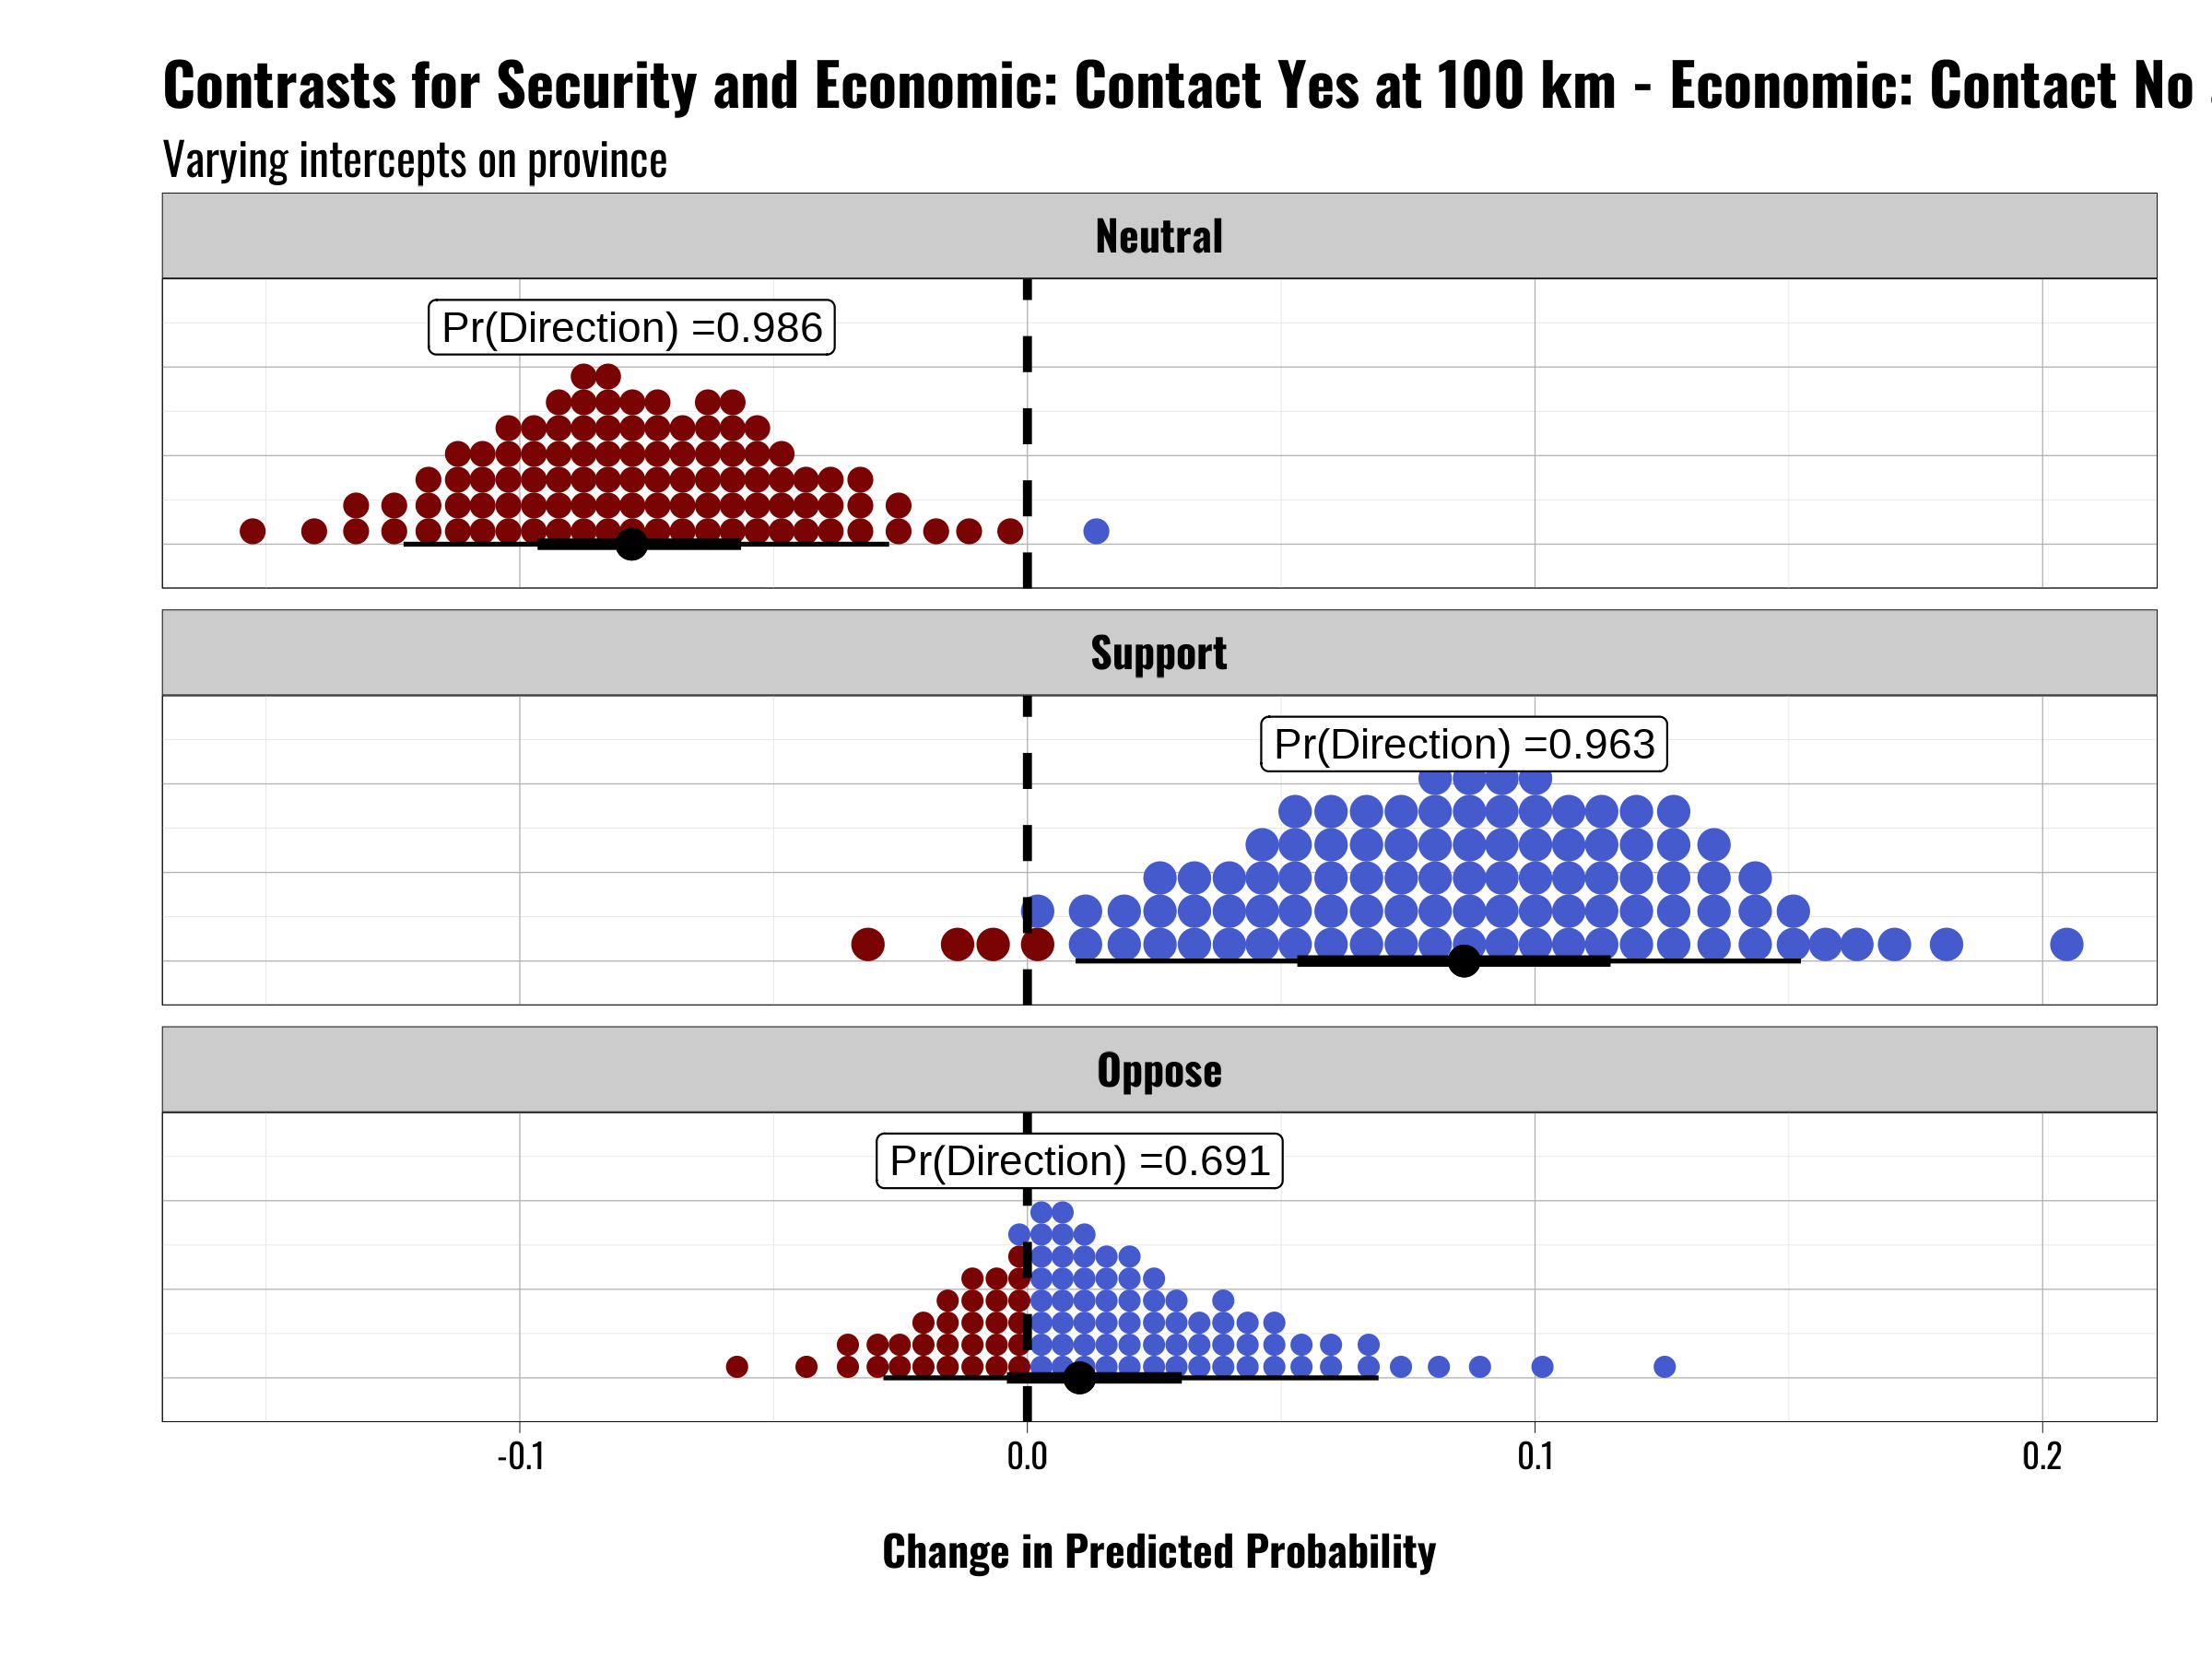 Contrasts for Security and Economic: Contact Yes at 100 km - Economic: Contact No
Varying intercepts on province
Neutral
Pr(Direction) =0.986
Support
Pr(Direction) =0.963
Oppose
Pr(Direction) =0.691
-0.1 0.0 0.1 0.2
Change in Predicted Probability